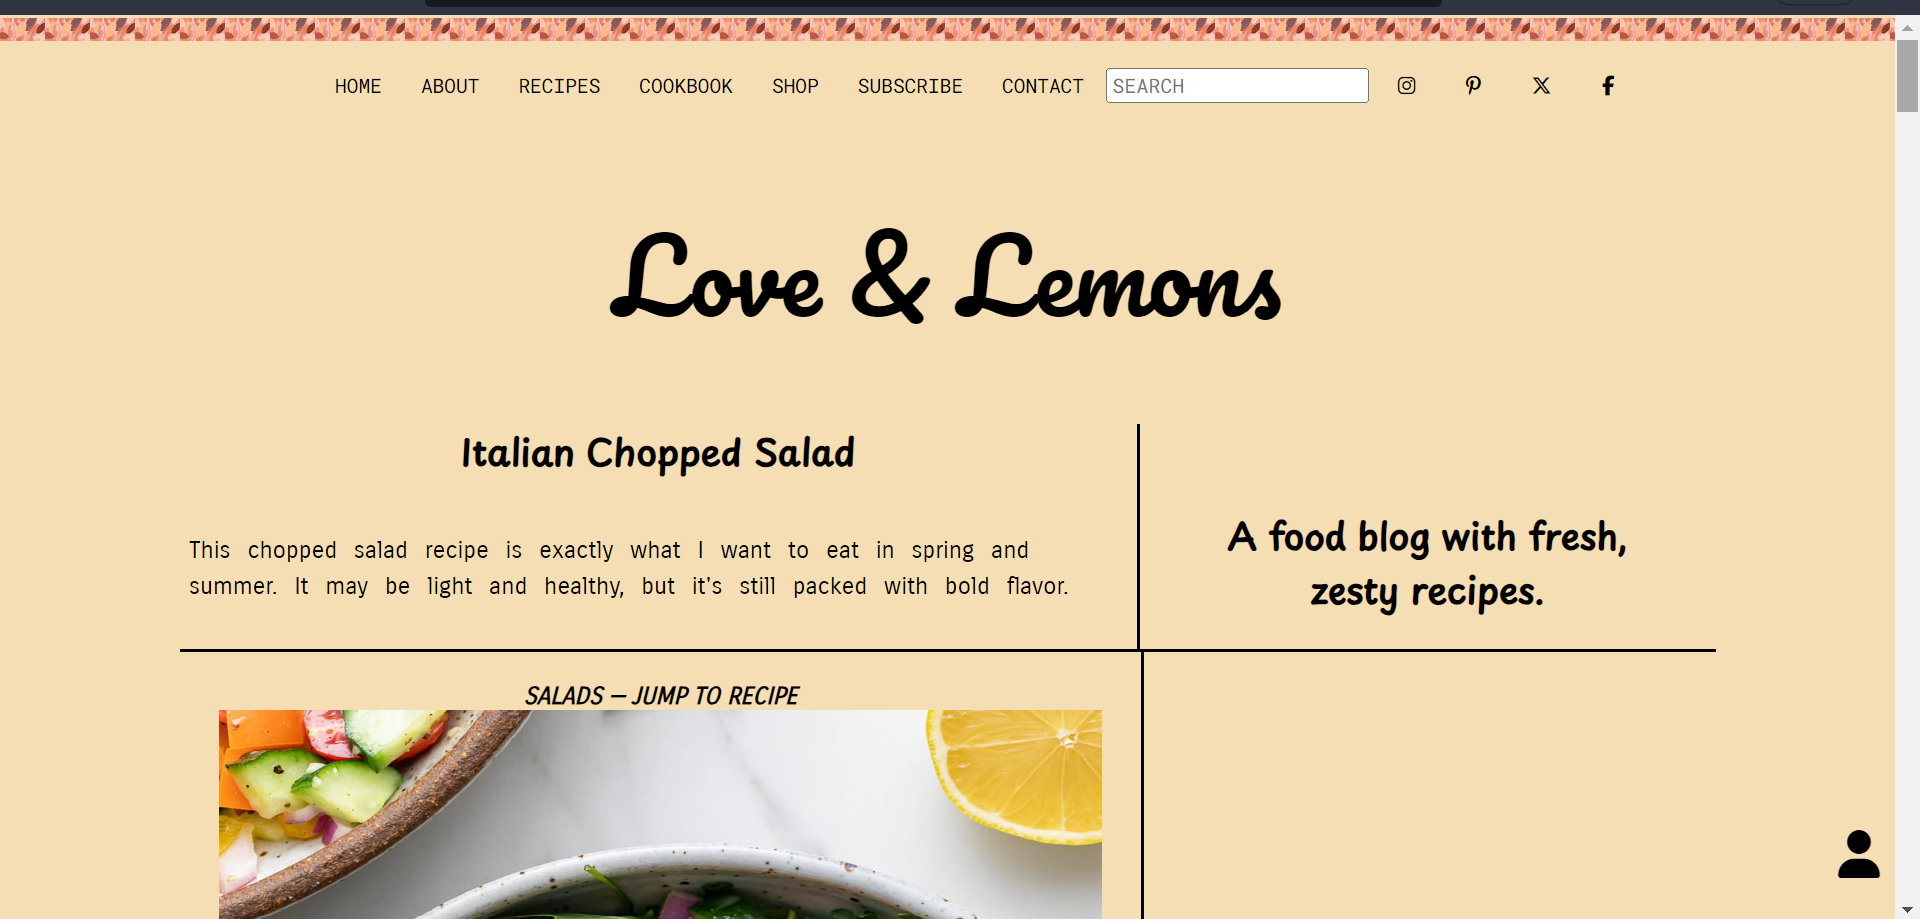 HOME ABOUT RECIPES COOKBOOK SHOP SUBSCRIBE CONTACT SEARCH
Love & Lemons
Italian Chopped Salad
This chopped salad recipe is exactly what I want to eat in spring and
summer. It may be light and healthy, but it's still packed with bold flavor.
A food blog with fresh,
zesty recipes.
SALADS – JUMP TO RECIPE